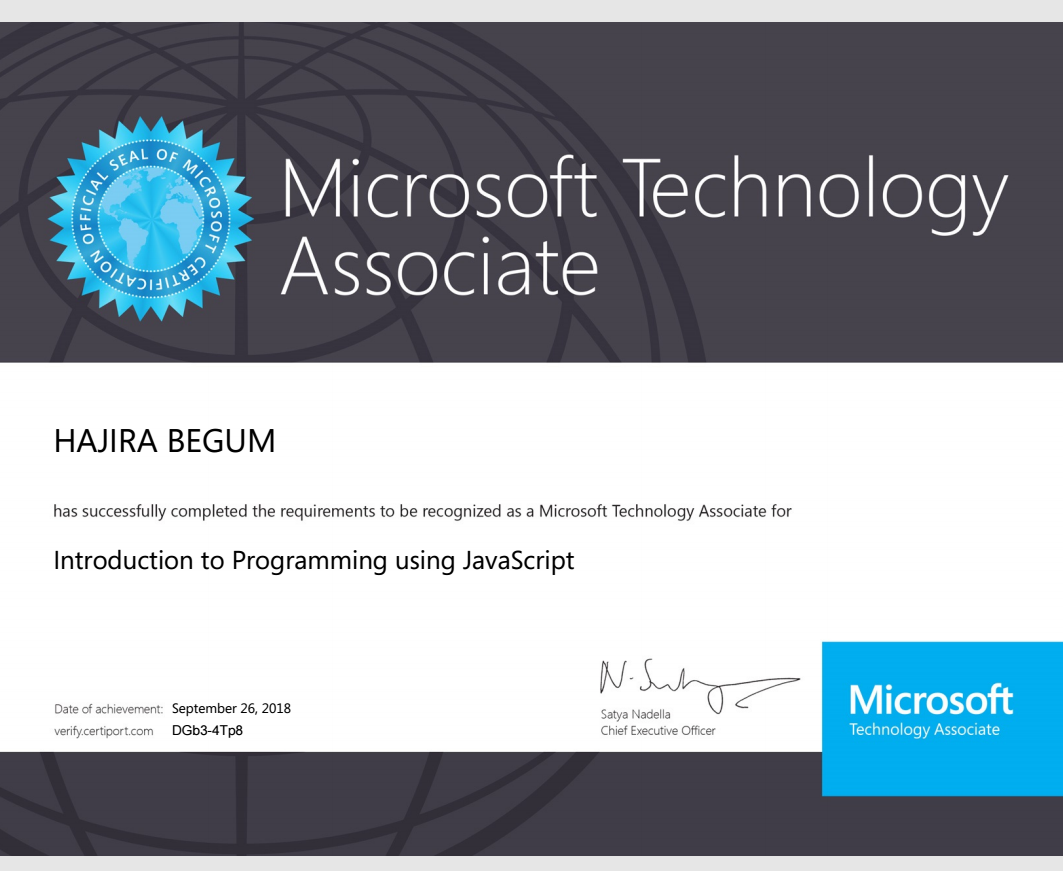 OFFICIAL SEAL OF MICROSOFT CERTIFICATION
Microsoft Technology
Associate
HAJIRA BEGUM
has successfully completed the requirements to be recognized as a Microsoft Technology Associate for
Introduction to Programming using JavaScript
Date of achievement: September 26, 2018
verify.certiport.com DGb3-4Tp8
N. Satya
Satya Nadella
Chief Executive Officer
Microsoft
Technology Associate